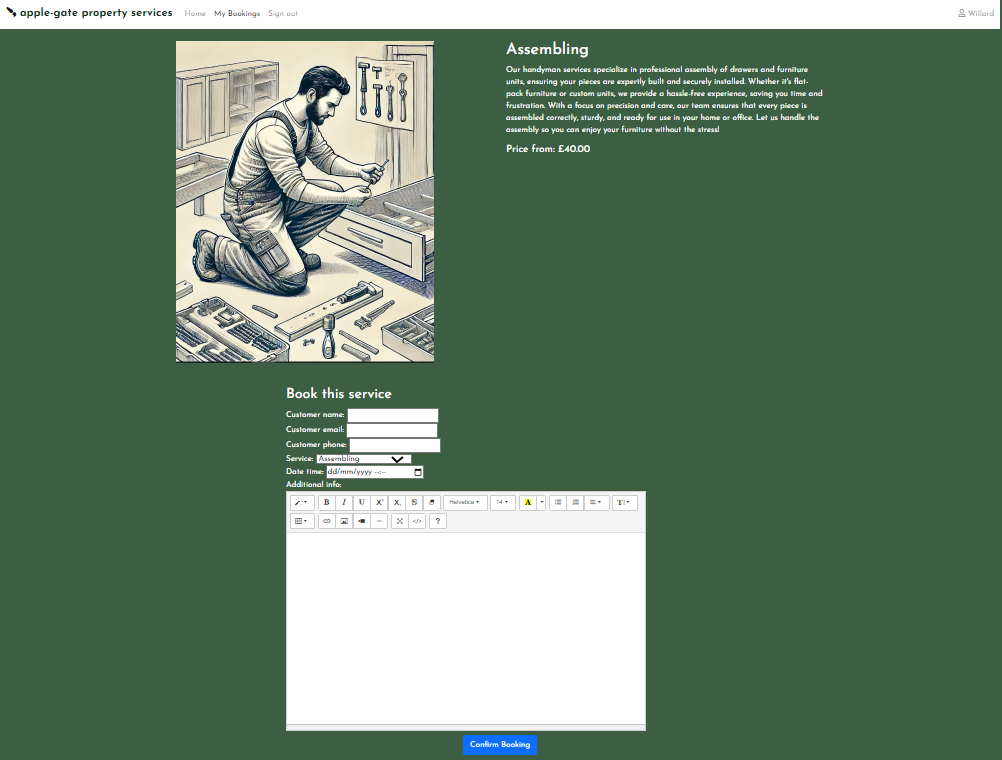 apple-gate property services Home My Bookings Sign out Willard
Assembling
Our handyman services specialize in professional assembly of drawers and furniture
units, ensuring your pieces are expertly built and securely installed. Whether it's flat-
pack furniture or custom units, we provide a hassle-free experience, saving you time and
frustration. With a focus on precision and care, our team ensures that every piece is
assembled correctly, sturdy, and ready for use in your home or office. Let us handle the
assembly so you can enjoy your furniture without the stress!
Price from: £40.00
Book this service
Customer name:
Customer email:
Customer phone:
Service: Assembling
Date time: dd/mm/yyyy --:--
Additional info:
B I U X² X₂ S Helvetica 14 A T
</> ?
Confirm Booking